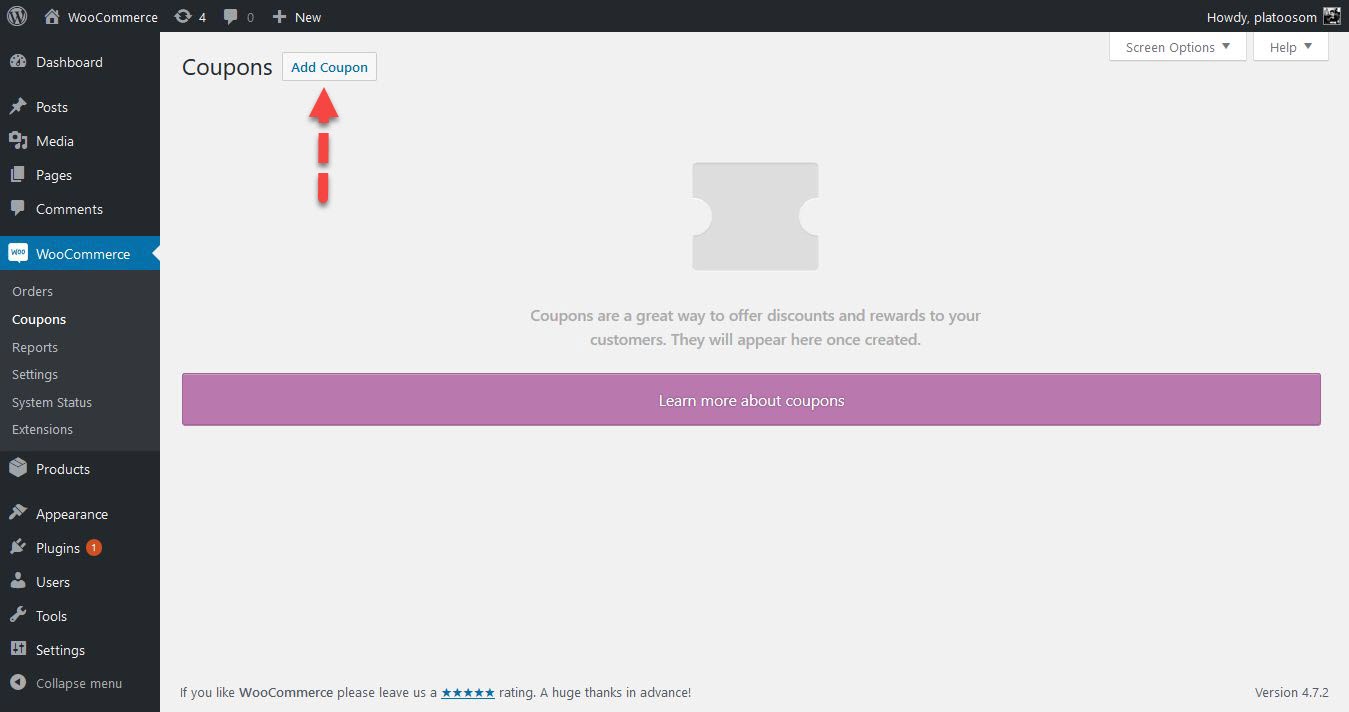 WooCommerce 4 0 New Howdy, platoosom
Screen Options Help
Coupons Add Coupon
Dashboard
Posts
Media
Pages
Comments
woo WooCommerce
Orders
Coupons
Reports
Settings
System Status
Extensions
Products
Appearance
Plugins 1
Users
Tools
Settings
Collapse menu
Coupons are a great way to offer discounts and rewards to your
customers. They will appear here once created.
Learn more about coupons
If you like WooCommerce please leave us a ★★★★★ rating. A huge thanks in advance! Version 4.7.2